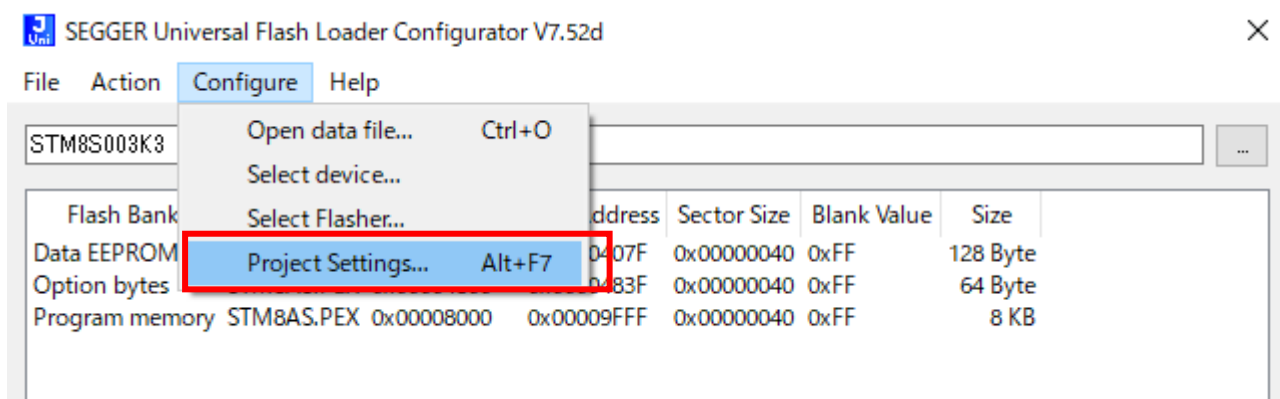 J
Uni
SEGGER Universal Flash Loader Configurator V7.52d
File Action Configure Help
Open data file... Ctrl+O
STM8S003K3 ...
Select device...
Flash Bank Select Flasher... ddress Sector Size Blank Value Size
Data EEPROM 0x00000040 0xFF 128 Byte
Project Settings... Alt+F7
Option bytes 0x00000040 0xFF 64 Byte
Program memory STM8AS.PEX 0x00008000 0x00009FFF 0x00000040 0xFF 8 KB